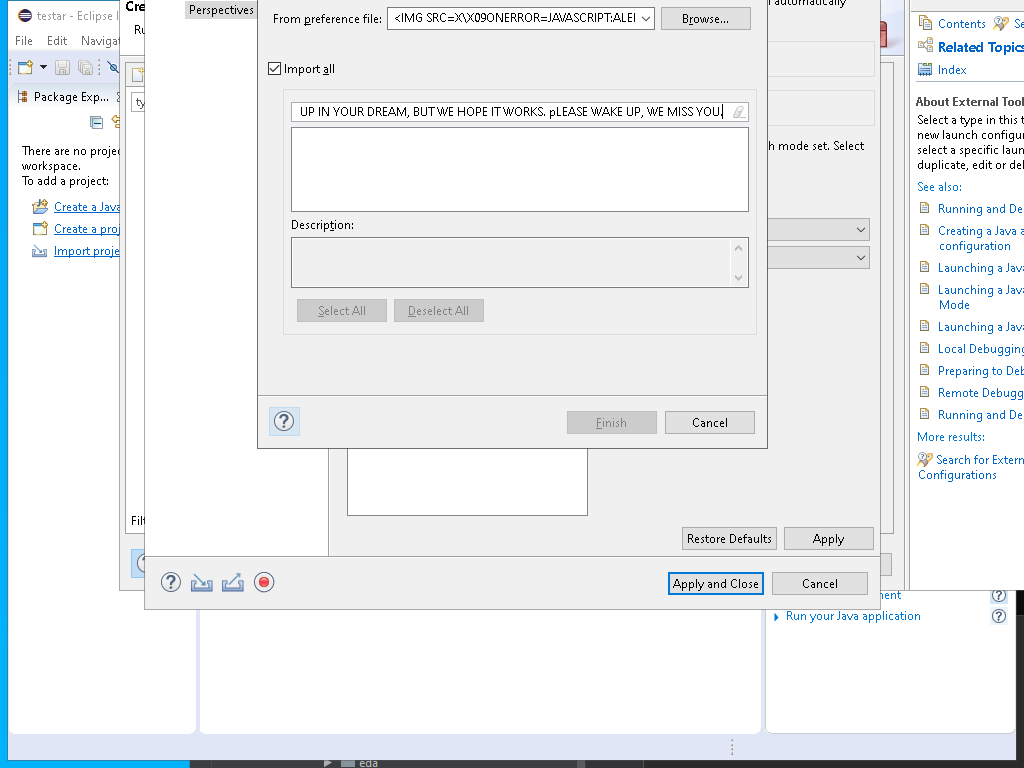 testar - Eclipse I
File Edit Navigat
Package Exp...
There are no projec
workspace.
To add a project:
Create a Java
Create a proj
Import proje
Cre
Ru
ty
Filt
Perspectives
From preference file:
<IMG SRC=X\X09ONERROR=JAVASCRIPT:ALEI
Browse...
Import all
UP IN YOUR DREAM, BUT WE HOPE IT WORKS. pLEASE WAKE UP, WE MISS YOU.
Description:
Select All
Deselect All
Finish
Cancel
automatically
h mode set. Select
Restore Defaults
Apply
Apply and Close
Cancel
Contents
Se
Related Topics
Index
About External Tool
Select a type in this t
new launch configur
select a specific laun
duplicate, edit or del
See also:
Running and De
Creating a Java a
configuration
Launching a Java
Launching a Java
Mode
Launching a Java
Local Debugging
Preparing to Deb
Remote Debugg
Running and De
More results:
Search for Extern
Configurations
ment
Run your Java application
eda